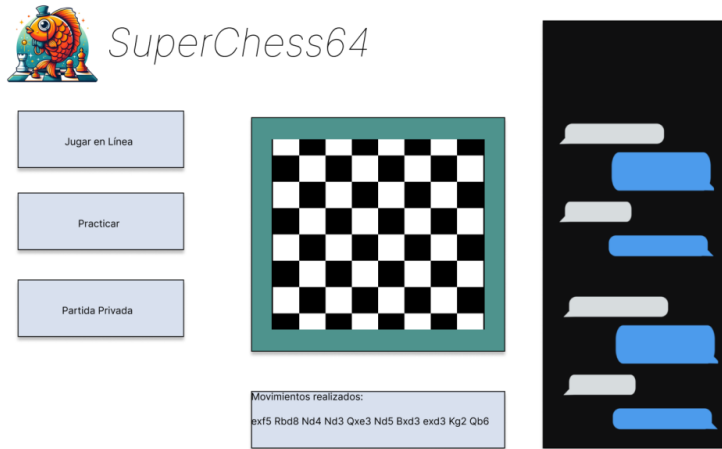 SuperChess64
Jugar en Línea
Practicar
Partida Privada
Movimientos realizados:
exf5 Rbd8 Nd4 Nd3 Qxe3 Nd5 Bxd3 exd3 Kg2 Qb6